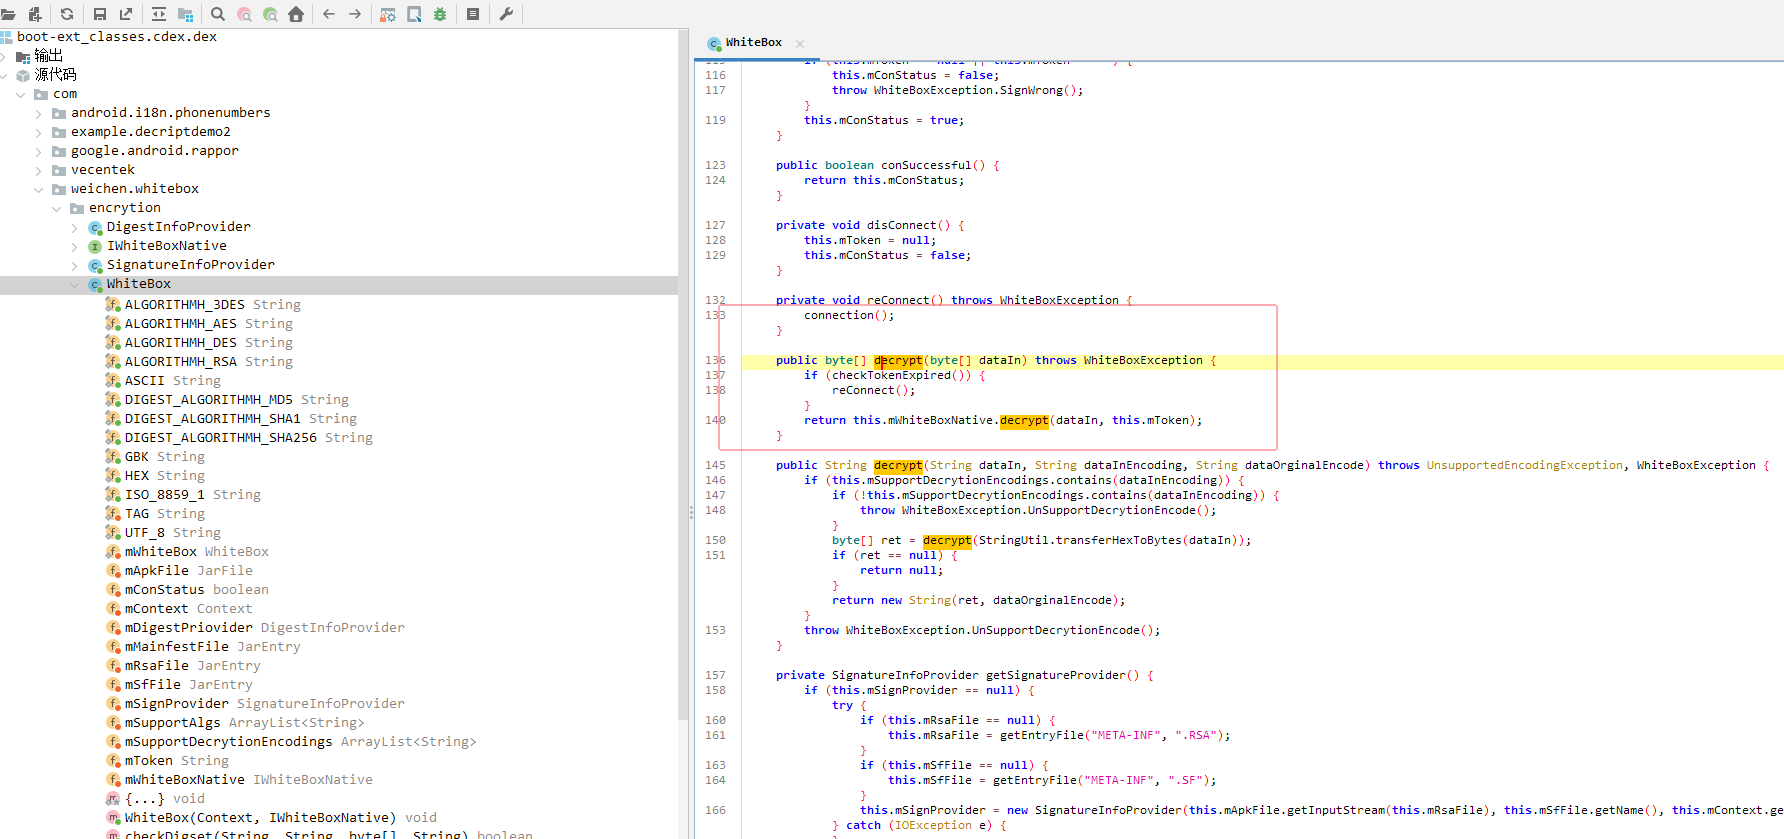 boot-ext_classes.cdex.dex
输出
源代码
com
android.i18n.phonenumbers
example.decriptdemo2
google.android.rappor
vecentek
weichen.whitebox
encrytion
DigestInfoProvider
IWhiteBoxNative
SignatureInfoProvider
WhiteBox
ALGORITHMH_3DES String
ALGORITHMH_AES String
ALGORITHMH_DES String
ALGORITHMH_RSA String
ASCII String
DIGEST_ALGORITHMH_MD5 String
DIGEST_ALGORITHMH_SHA1 String
DIGEST_ALGORITHMH_SHA256 String
GBK String
HEX String
ISO_8859_1 String
TAG String
UTF_8 String
mWhiteBox WhiteBox
mApkFile JarFile
mConStatus boolean
mContext Context
mDigestPriovider DigestInfoProvider
mMainfestFile JarEntry
mRsaFile JarEntry
mSfFile JarEntry
mSignProvider SignatureInfoProvider
mSupportAlgs ArrayList<String>
mSupportDecrytionEncodings ArrayList<String>
mToken String
mWhiteBoxNative IWhiteBoxNative
{...} void
WhiteBox(Context, IWhiteBoxNative) void
checkDigset(String, String, byte[], String) boolean
WhiteBox
116 this.mConStatus = false;
117 throw WhiteBoxException.SignWrong();
}
119 this.mConStatus = true;
}
123 public boolean conSuccessful() {
124 return this.mConStatus;
}
127 private void disConnect() {
128 this.mToken = null;
129 this.mConStatus = false;
}
132 private void reConnect() throws WhiteBoxException {
133 connection();
}
136 public byte[] decrypt(byte[] dataIn) throws WhiteBoxException {
137 if (checkTokenExpired()) {
138 reConnect();
}
140 return this.mWhiteBoxNative.decrypt(dataIn, this.mToken);
}
145 public String decrypt(String dataIn, String dataInEncoding, String dataOrginalEncode) throws UnsupportedEncodingException, WhiteBoxException {
146 if (this.mSupportDecrytionEncodings.contains(dataInEncoding)) {
147 if (!this.mSupportDecrytionEncodings.contains(dataInEncoding)) {
148 throw WhiteBoxException.UnSupportDecrytionEncode();
}
150 byte[] ret = decrypt(StringUtil.transferHexToBytes(dataIn));
151 if (ret == null) {
return null;
}
return new String(ret, dataOrginalEncode);
}
153 throw WhiteBoxException.UnSupportDecrytionEncode();
}
157 private SignatureInfoProvider getSignatureProvider() {
158 if (this.mSignProvider == null) {
try {
160 if (this.mRsaFile == null) {
161 this.mRsaFile = getEntryFile("META-INF", ".RSA");
}
163 if (this.mSfFile == null) {
164 this.mSfFile = getEntryFile("META-INF", ".SF");
}
166 this.mSignProvider = new SignatureInfoProvider(this.mApkFile.getInputStream(this.mRsaFile), this.mSfFile.getName(), this.mContext.ge
} catch (IOException e) {